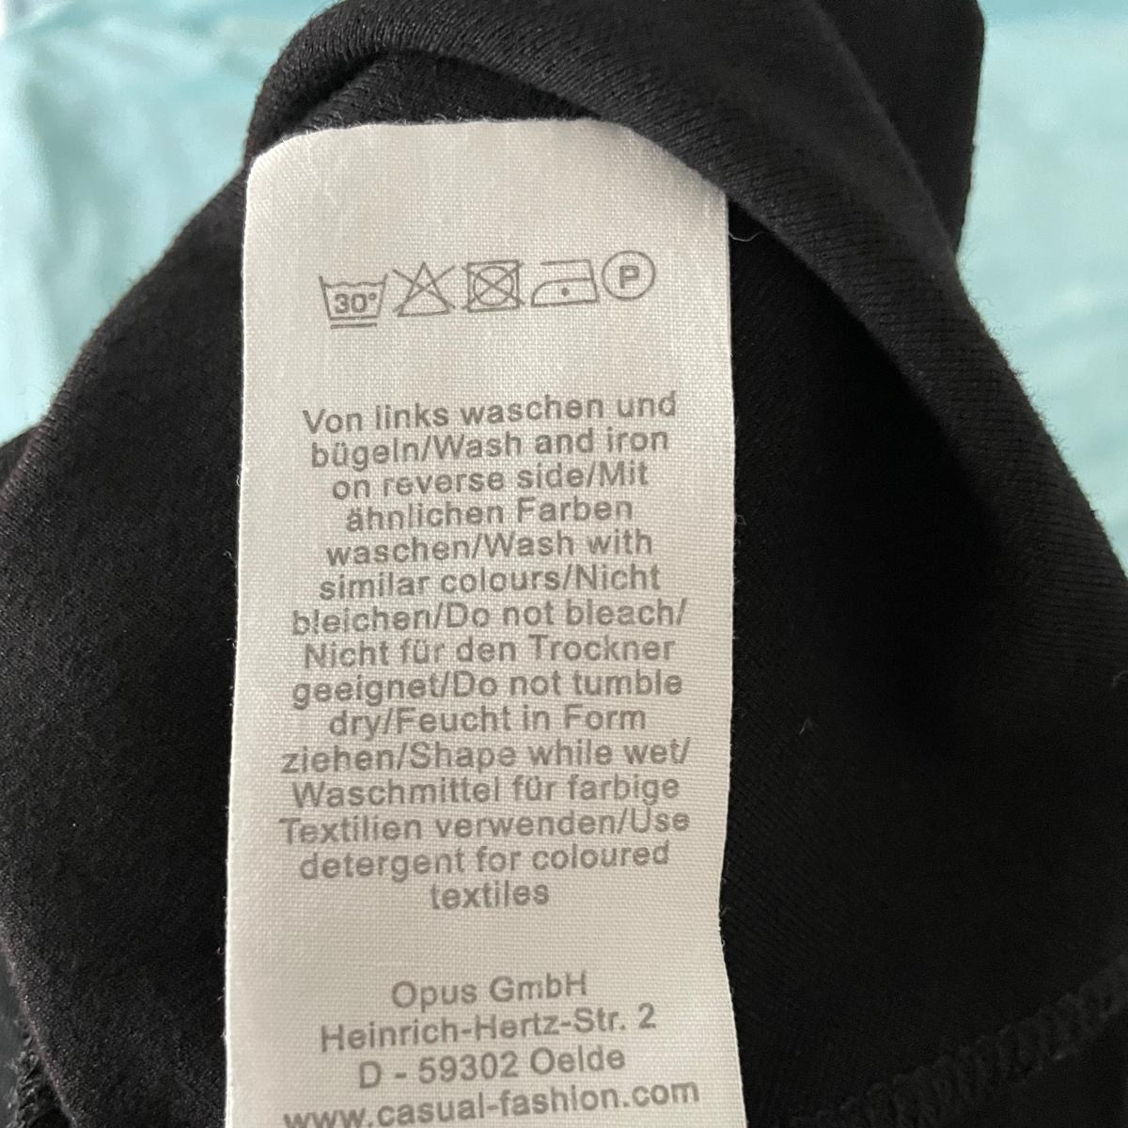 30°
P
Von links waschen und
bügeln/Wash and iron
on reverse side/Mit
ähnlichen Farben
waschen/Wash with
similar colours/Nicht
bleichen/Do not bleach/
Nicht für den Trockner
geeignet/Do not tumble
dry/Feucht in Form
ziehen/Shape while wet/
Waschmittel für farbige
Textilien verwenden/Use
detergent for coloured
textiles
Opus GmbH
Heinrich-Hertz-Str. 2
D - 59302 Oelde
www.casual-fashion.com